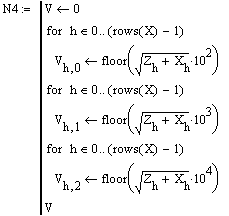 N4 := V ← 0
for h ∈ 0..(rows(X) − 1)
V_{h,0} ← floor(√(Z_h + X_h)·10^2)
for h ∈ 0..(rows(X) − 1)
V_{h,1} ← floor(√(Z_h + X_h)·10^3)
for h ∈ 0..(rows(X) − 1)
V_{h,2} ← floor(√(Z_h + X_h)·10^4)
V